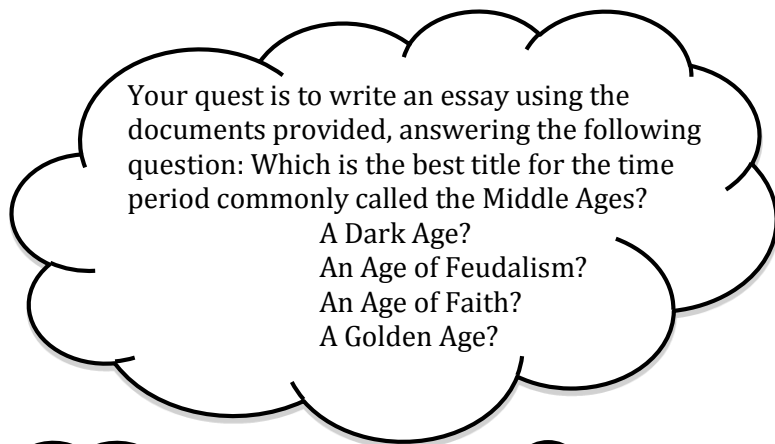 Your quest is to write an essay using the
documents provided, answering the following
question: Which is the best title for the time
period commonly called the Middle Ages?
A Dark Age?
An Age of Feudalism?
An Age of Faith?
A Golden Age?